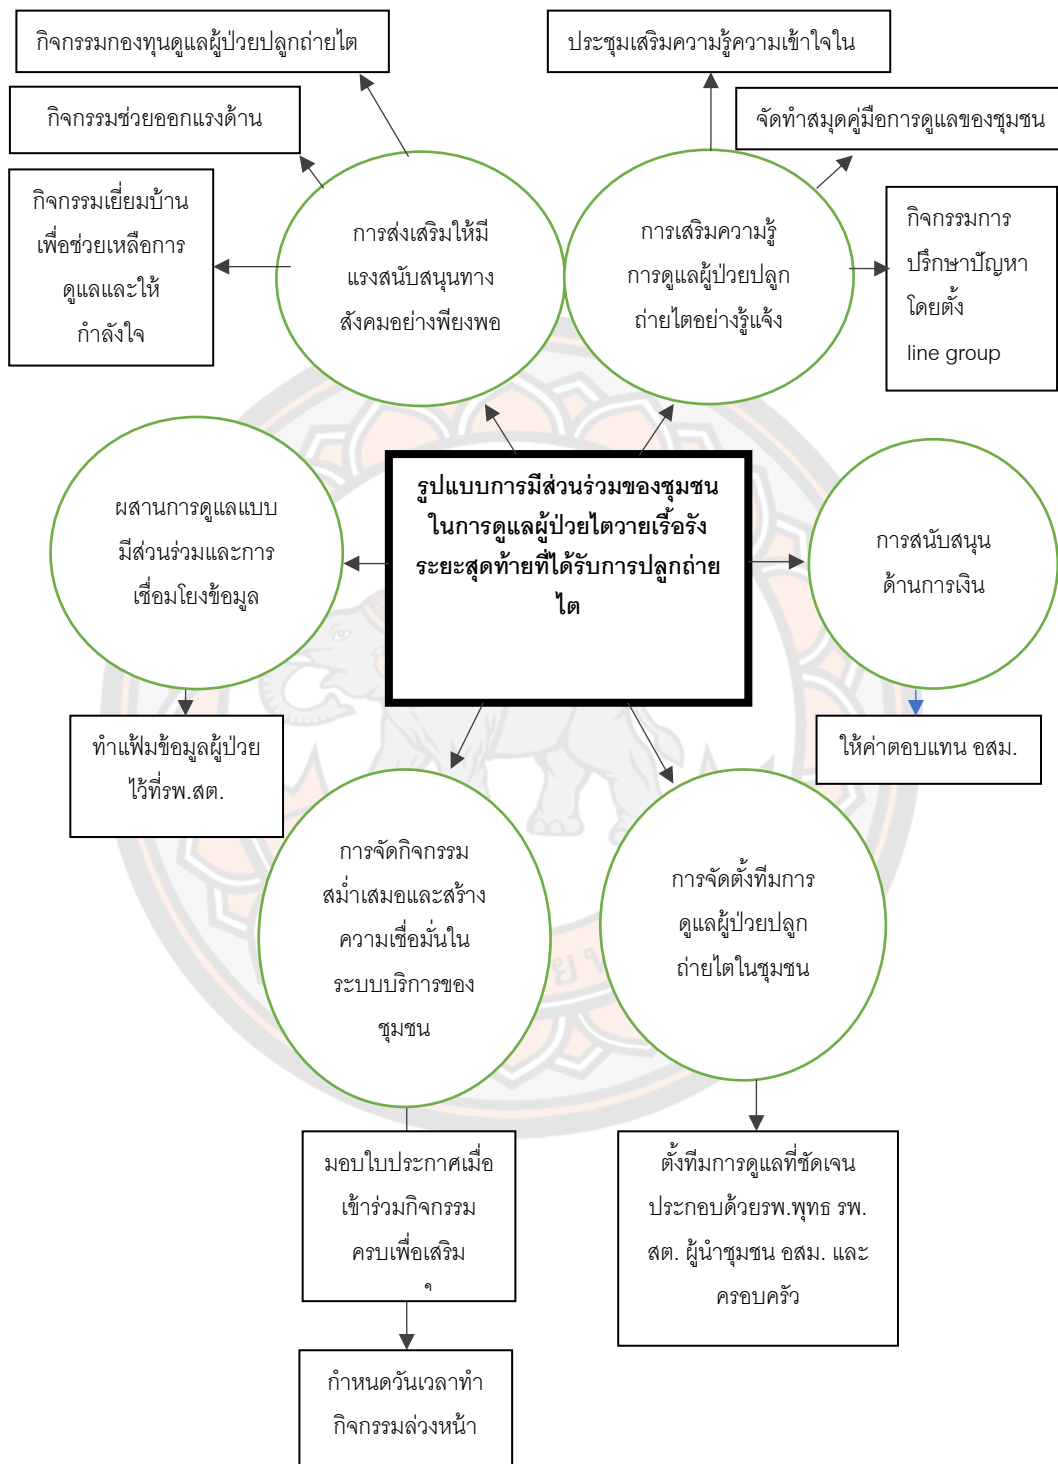 กิจกรรมกองทุนดูแลผู้ป่วยปลูกถ่ายไต
ประชุมเสริมความรู้ความเข้าใจใน
กิจกรรมช่วยออกแรงด้าน
จัดทำสมุดคู่มือการดูแลของชุมชน
กิจกรรมเยี่ยมบ้าน
เพื่อช่วยเหลือการ
ดูแลและให้
กำลังใจ
การส่งเสริมให้มี
แรงสนับสนุนทาง
สังคมอย่างพียงพอ
การเสริมความรู้
การดูแลผู้ป่วยปลูก
ถ่ายไตอย่างรู้แจ้ง
กิจกรรมการ
ปรึกษาปัญหา
โดยตั้ง
line group
ผสานการดูแลแบบ
มีส่วนร่วมและการ
เชื่อมโยงข้อมูล
รูปแบบการมีส่วนร่วมของชุมชน
ในการดูแลผู้ป่วยไตวายเรื้อรัง
ระยะสุดท้ายที่ได้รับการปลูกถ่าย
ไต
การสนับสนุน
ด้านการเงิน
ทำแฟ้มข้อมูลผู้ป่วย
ไว้ที่รพ.สต.
ให้ค่าตอบแทน อสม.
การจัดกิจกรรม
สม่ำเสมอและสร้าง
ความเชื่อมั่นใน
ระบบบริการของ
ชุมชน
การจัดตั้งทีมการ
ดูแลผู้ป่วยปลูก
ถ่ายไตในชุมชน
มอบใบประกาศเมื่อ
เข้าร่วมกิจกรรม
ครบเพื่อเสริม
ตั้งทีมการดูแลที่ชัดเจน
ประกอบด้วยรพ.พุทธ รพ.
สต. ผู้นำชุมชน อสม. และ
ครอบครัว
กำหนดวันเวลาทำ
กิจกรรมล่วงหน้า